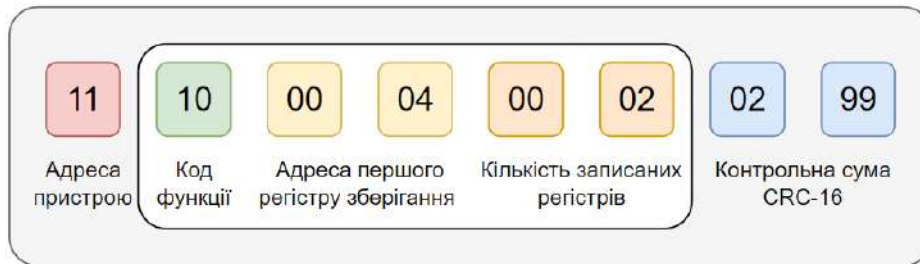 11 10 00 04 00 02 02 99
Адреса пристрою
Код функції
Адреса першого регістру зберігання
Кількість записаних регістрів
Контрольна сума CRC-16